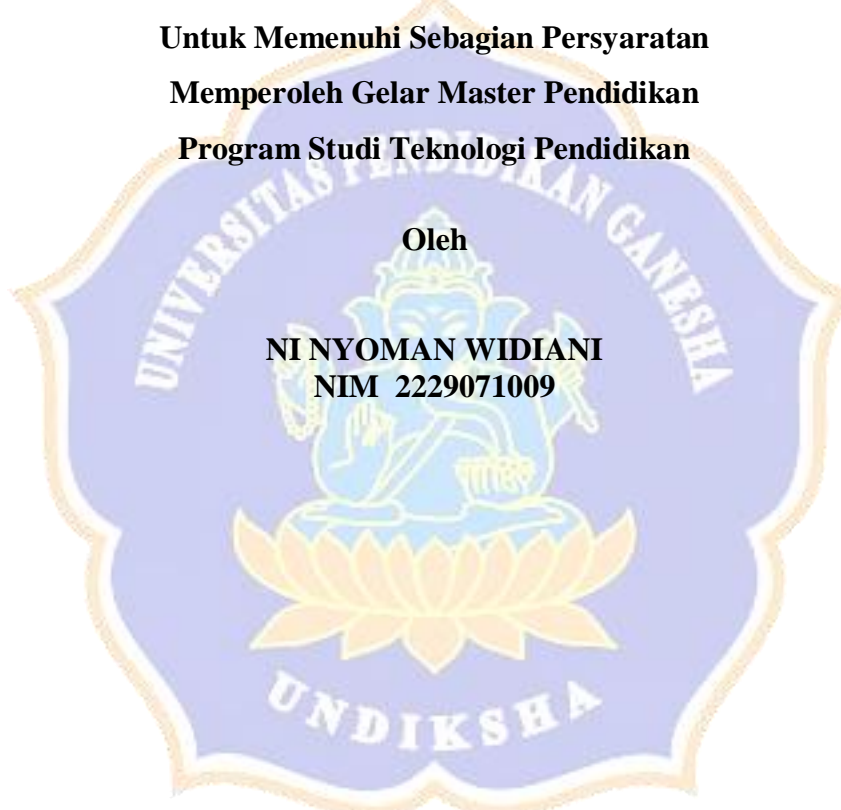 Untuk Memenuhi Sebagian Persyaratan
Memperoleh Gelar Master Pendidikan
Program Studi Teknologi Pendidikan
UNIVERSITAS PENDIDIKAN GANESHA
Oleh
NI NYOMAN WIDIANI
NIM 2229071009
UNDIKSHA